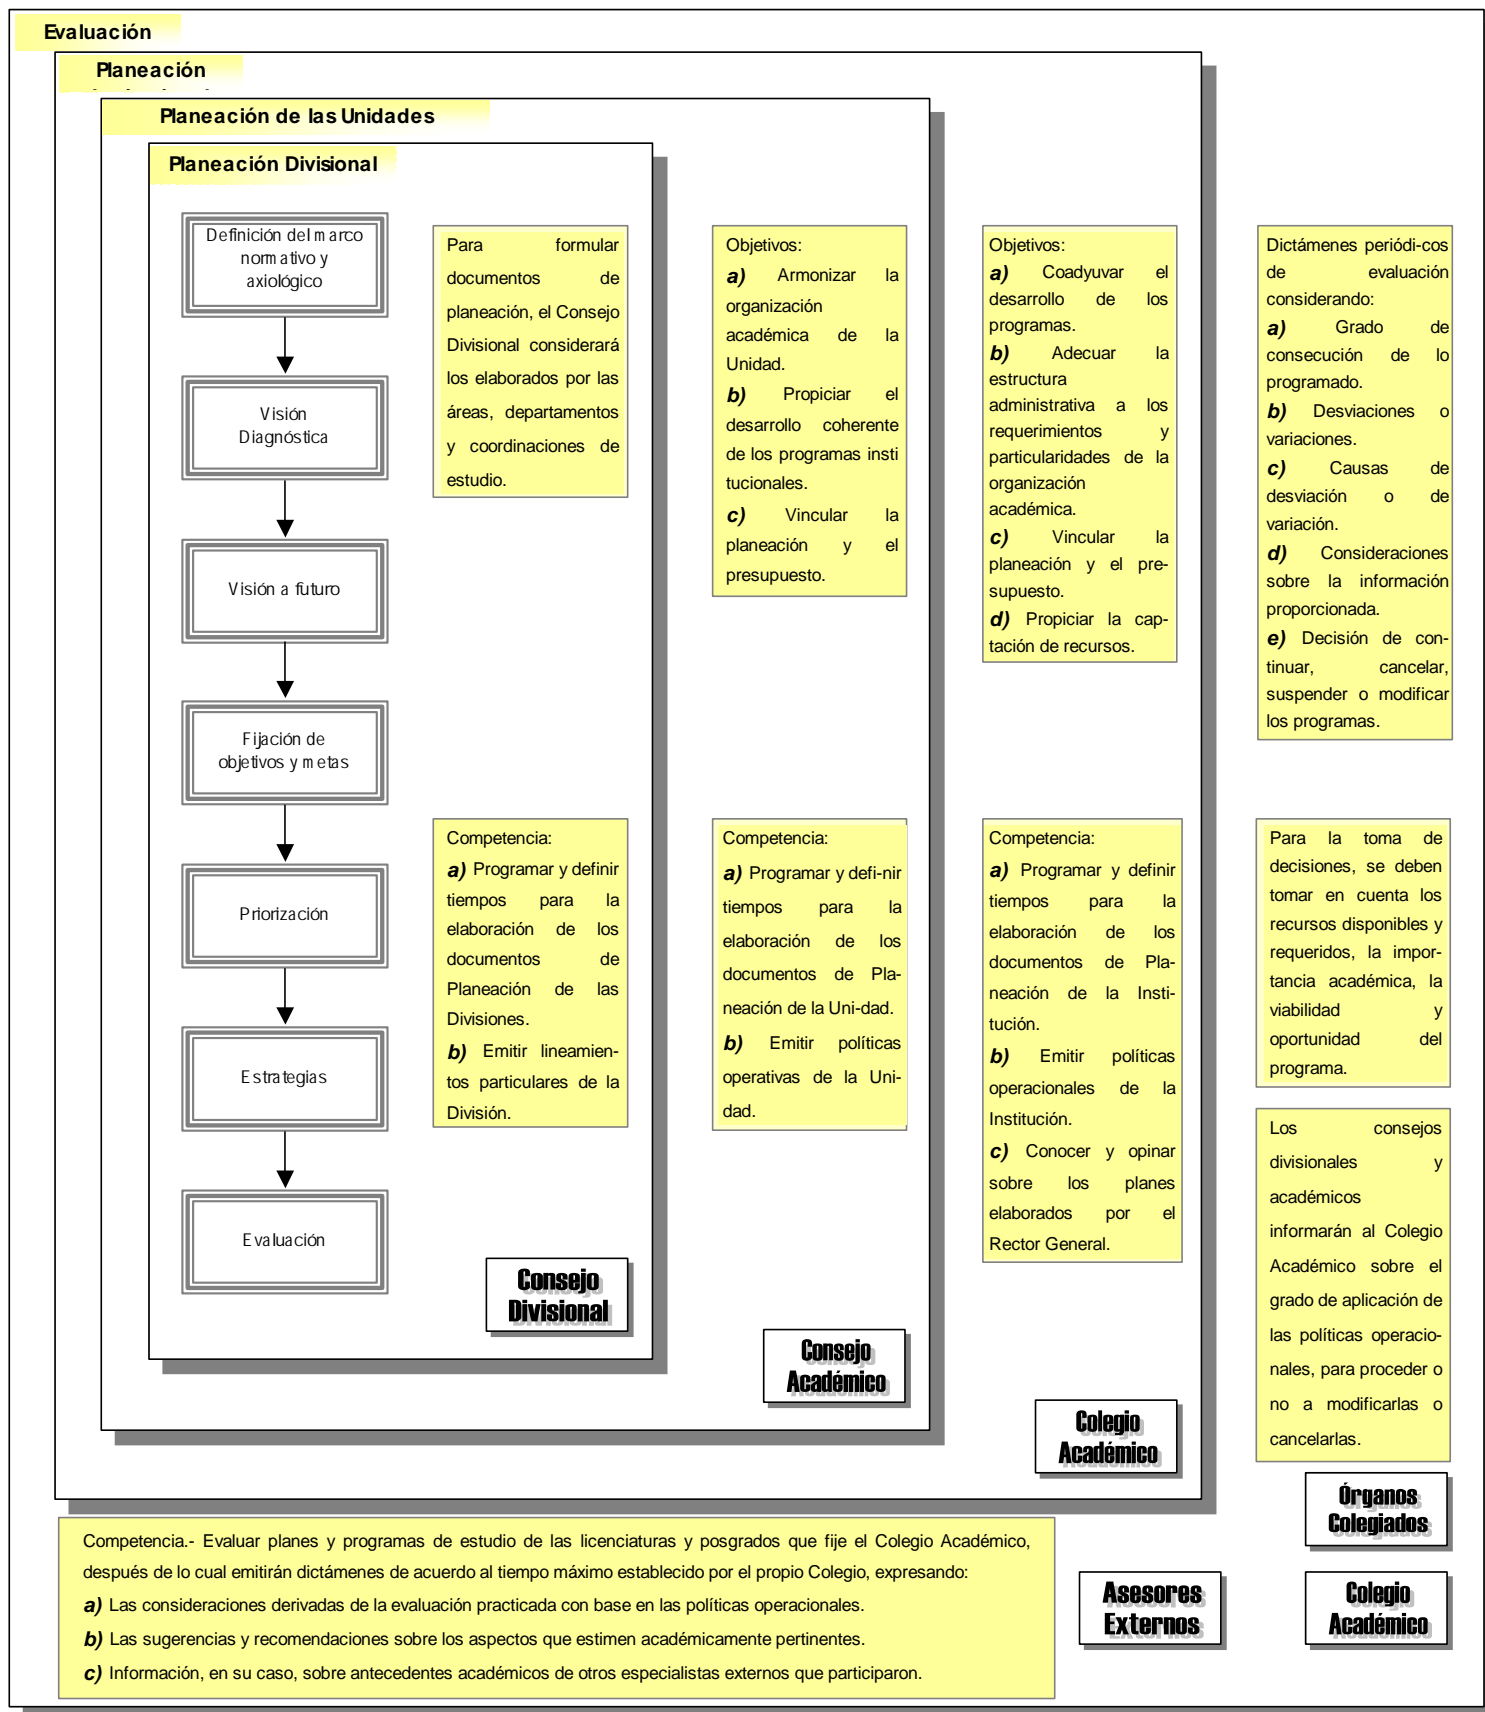 Evaluación
Planeación
Planeación de las Unidades
Planeación Divisional
Definición del marco
normativo y
axiológico
Visión
Diagnóstica
Visión a futuro
Fijación de
objetivos y metas
Priorización
Estrategias
Evaluación
Para formular
documentos de
planeación, el Consejo
Divisional considerará
los elaborados por las
áreas, departamentos
y coordinaciones de
estudio.
Competencia:
a) Programar y definir
tiempos para la
elaboración de los
documentos de
Planeación de las
Divisiones.
b) Emitir lineamien-
tos particulares de la
División.
Consejo
Divisional
Objetivos:
a) Armonizar la
organización
académica de la
Unidad.
b) Propiciar el
desarrollo coherente
de los programas insti
tucionales.
c) Vincular la
planeación y el
presupuesto.
Competencia:
a) Programar y defi-nir
tiempos para la
elaboración de los
documentos de Pla-
neación de la Uni-dad.
b) Emitir políticas
operativas de la Uni-
dad.
Consejo
Académico
Objetivos:
a) Coadyuvar el
desarrollo de los
programas.
b) Adecuar la
estructura
administrativa a los
requerimientos y
particularidades de la
organización
académica.
c) Vincular la
planeación y el pre-
supuesto.
d) Propiciar la cap-
tación de recursos.
Competencia:
a) Programar y definir
tiempos para la
elaboración de los
documentos de Pla-
neación de la Insti-
tución.
b) Emitir políticas
operacionales de la
Institución.
c) Conocer y opinar
sobre los planes
elaborados por el
Rector General.
Colegio
Académico
Dictámenes periódi-cos
de evaluación
considerando:
a) Grado de
consecución de lo
programado.
b) Desviaciones o
variaciones.
c) Causas de
desviación o de
variación.
d) Consideraciones
sobre la información
proporcionada.
e) Decisión de con-
tinuar, cancelar,
suspender o modificar
los programas.
Para la toma de
decisiones, se deben
tomar en cuenta los
recursos disponibles y
requeridos, la impor-
tancia académica, la
viabilidad y
oportunidad del
programa.
Los consejos
divisionales y
académicos
informarán al Colegio
Académico sobre el
grado de aplicación de
las políticas operacio-
nales, para proceder o
no a modificarlas o
cancelarlas.
Órganos
Colegiados
Competencia.- Evaluar planes y programas de estudio de las licenciaturas y posgrados que fije el Colegio Académico,
después de lo cual emitirán dictámenes de acuerdo al tiempo máximo establecido por el propio Colegio, expresando:
a) Las consideraciones derivadas de la evaluación practicada con base en las políticas operacionales.
b) Las sugerencias y recomendaciones sobre los aspectos que estimen académicamente pertinentes.
c) Información, en su caso, sobre antecedentes académicos de otros especialistas externos que participaron.
Asesores
Externos
Colegio
Académico